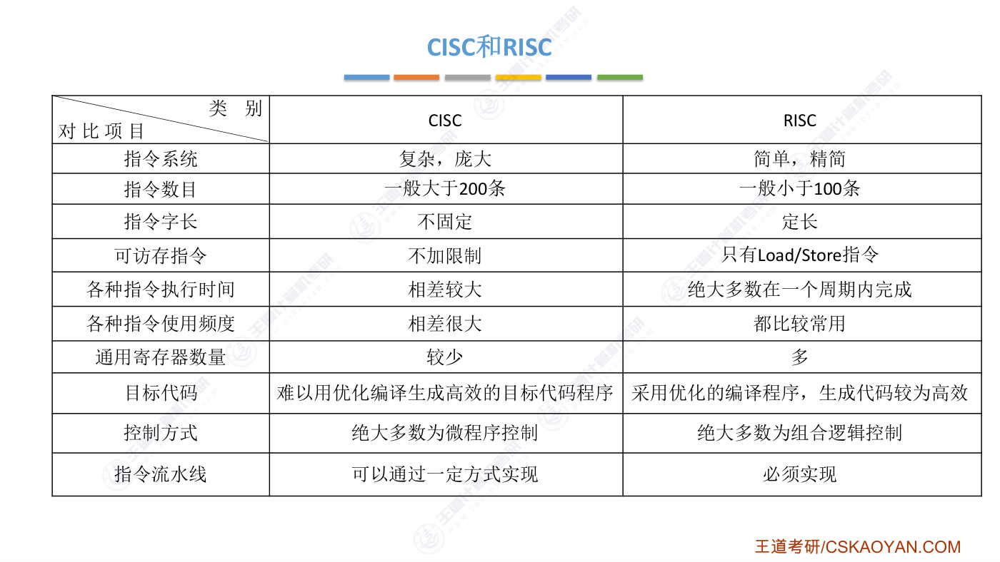 CISC和RISC
类 别
对比项目
CISC
RISC
指令系统
复杂，庞大
简单，精简
指令数目
一般大于200条
一般小于100条
指令字长
不固定
定长
可访存指令
不加限制
只有Load/Store指令
各种指令执行时间
相差较大
绝大多数在一个周期内完成
各种指令使用频度
相差很大
都比较常用
通用寄存器数量
较少
多
目标代码
难以用优化编译生成高效的目标代码程序
采用优化的编译程序，生成代码较为高效
控制方式
绝大多数为微程序控制
绝大多数为组合逻辑控制
指令流水线
可以通过一定方式实现
必须实现
王道考研/CSKAOYAN.COM